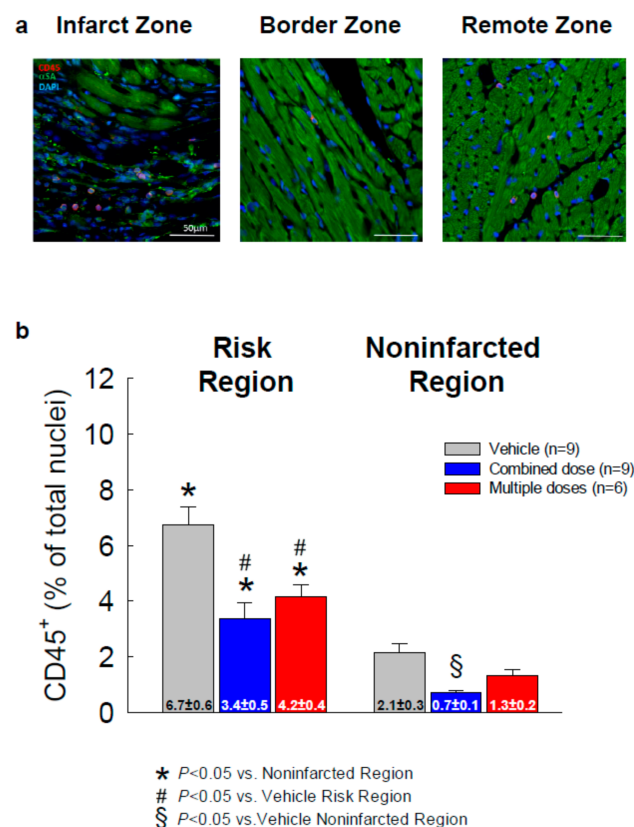 a
Infarct Zone
Border Zone
Remote Zone
CD45
αSA
DAPI
50µm
b
Risk
Region
Noninfarcted
Region
CD45⁺ (% of total nuclei)
12
10
8
6
4
2
0
Vehicle (n=9)
Combined dose (n=9)
Multiple doses (n=6)
*
#
*
#
*
§
6.7±0.6
3.4±0.5
4.2±0.4
2.1±0.3
0.7±0.1
1.3±0.2
* P<0.05 vs. Noninfarcted Region
# P<0.05 vs. Vehicle Risk Region
§ P<0.05 vs.Vehicle Noninfarcted Region